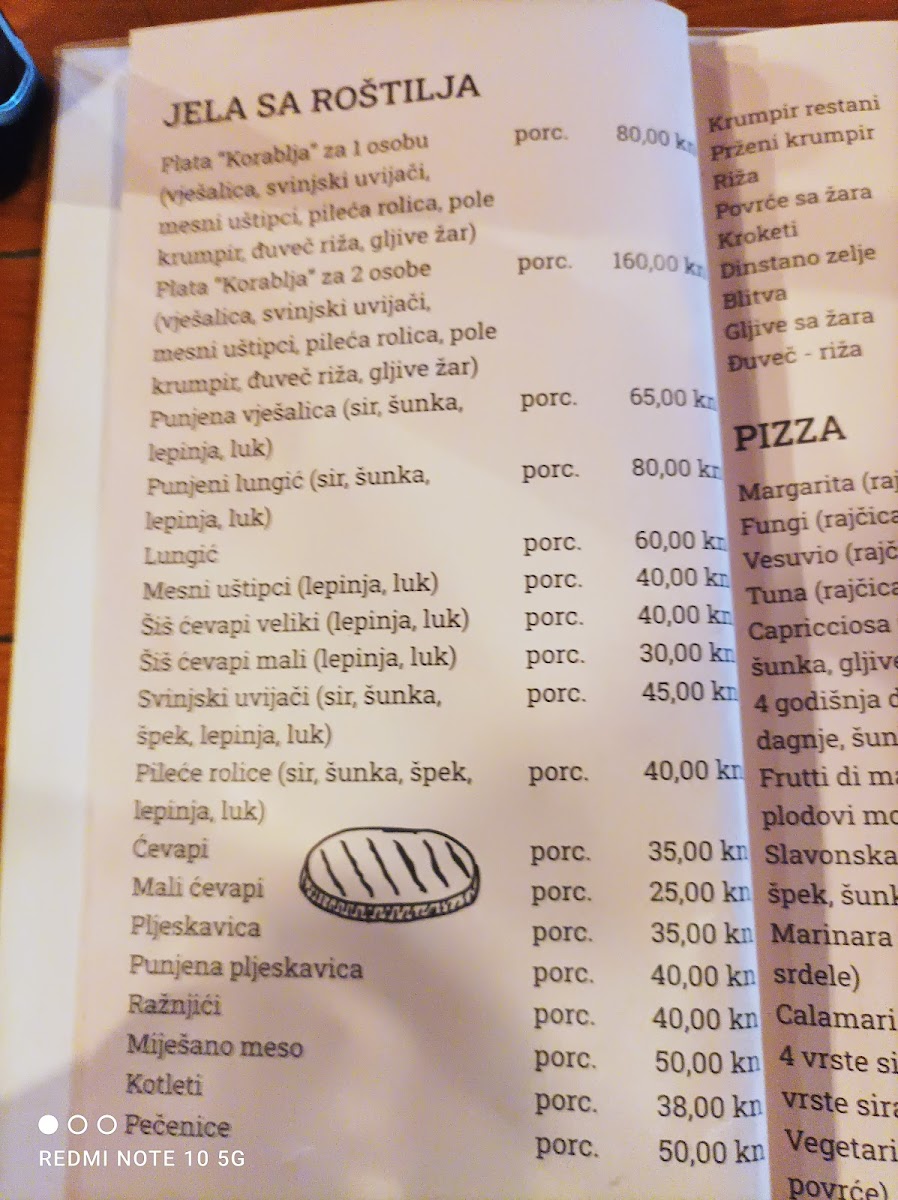 JELA SA ROŠTILJA
Plata "Korablja" za 1 osobu porc. 80,00 kn
(vješalica, svinjski uvijači,
mesni uštipci, pileća rolica, pole
krumpir, đuveč riža, gljive žar)
Plata "Korablja" za 2 osobe porc. 160,00 kn
(vješalica, svinjski uvijači,
mesni uštipci, pileća rolica, pole
krumpir, đuveč riža, gljive žar)
Punjena vješalica (sir, šunka, porc. 65,00 kn
lepinja, luk)
Punjeni lungić (sir, šunka, porc. 80,00 kn
lepinja, luk)
Lungić porc. 60,00 kn
Mesni uštipci (lepinja, luk) porc. 40,00 kn
Šiš ćevapi veliki (lepinja, luk) porc. 40,00 kn
Šiš ćevapi mali (lepinja, luk) porc. 30,00 kn
Svinjski uvijači (sir, šunka, porc. 45,00 kn
špek, lepinja, luk)
Pileće rolice (sir, šunka, špek, porc. 40,00 kn
lepinja, luk)
Ćevapi porc. 35,00 kn
Mali ćevapi porc. 25,00 kn
Pljeskavica porc. 35,00 kn
Punjena pljeskavica porc. 40,00 kn
Ražnjići porc. 40,00 kn
Miješano meso porc. 50,00 kn
Kotleti porc. 38,00 kn
Pečenice porc. 50,00 kn
Krumpir restani
Prženi krumpir
Riža
Povrće sa žara
Kroketi
Dinstano zelje
Blitva
Gljive sa žara
Đuveč - riža
PIZZA
Margarita
Fungi (rajčica
Vesuvio
Tuna (rajčica
Capricciosa
šunka,
4 godišnja
dagnje,
Frutti di
plodovi
Slavonska
špek,
Marinara
srdele)
Calamari
4 vrste
vrste
povrće)
REDMI NOTE 10 5G